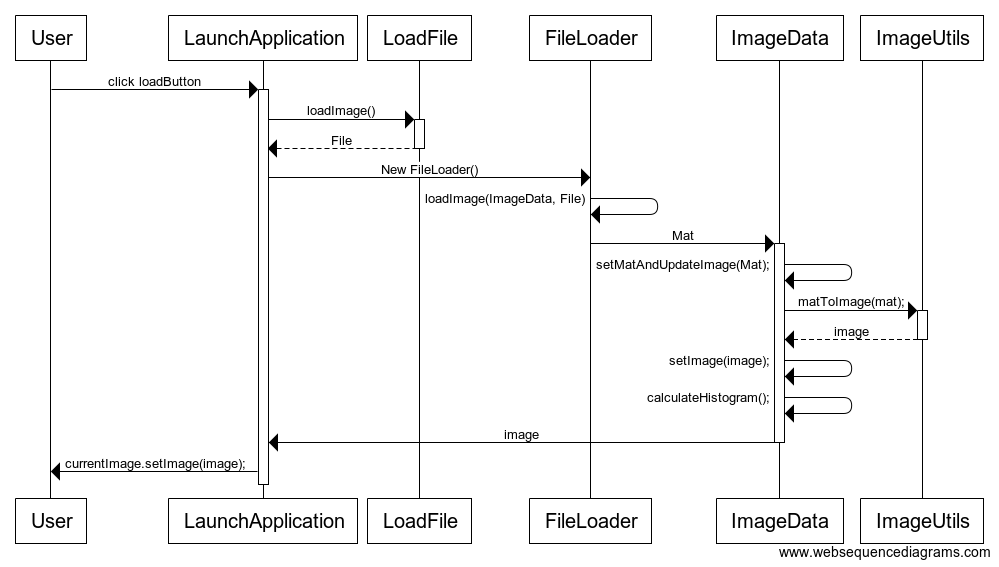 User
LaunchApplication
LoadFile
FileLoader
ImageData
ImageUtils
click loadButton
loadImage()
File
New FileLoader()
loadImage(ImageData, File)
Mat
setMatAndUpdateImage(Mat);
matToImage(mat);
image
setImage(image);
calculateHistogram();
image
currentImage.setImage(image);
User
LaunchApplication
LoadFile
FileLoader
ImageData
ImageUtils
www.websequencediagrams.com